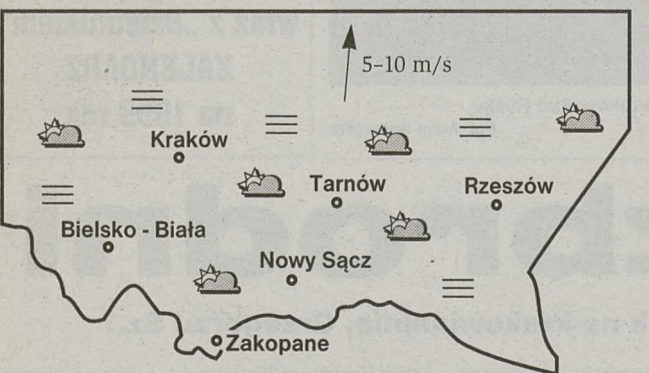 5-10 m/s
Kraków
Tarnów
Rzeszów
Bielsko - Biała
Nowy Sącz
Zakopane